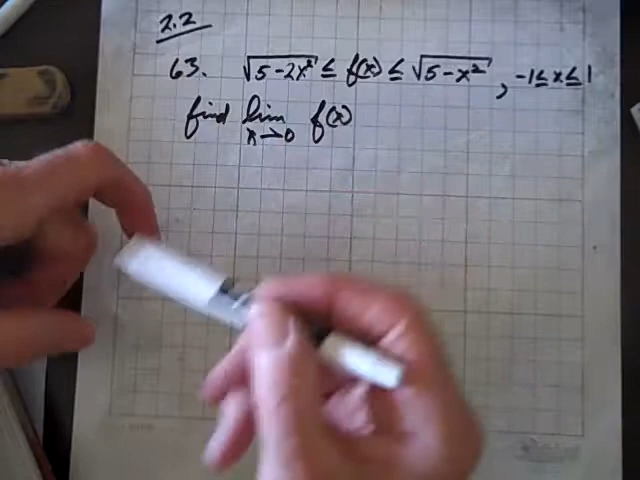 2.2
63. √5-2x² ≤ f(x) ≤ √5-x² , -1≤x≤1
find lim f(x)
x→0